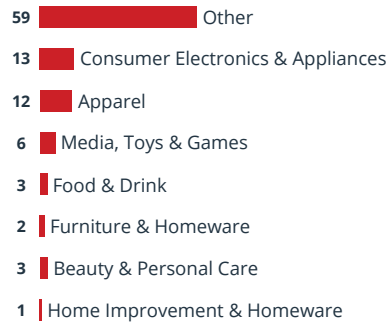 59 Other
13 Consumer Electronics & Appliances
12 Apparel
6 Media, Toys & Games
3 Food & Drink
2 Furniture & Homeware
3 Beauty & Personal Care
1 Home Improvement & Homeware